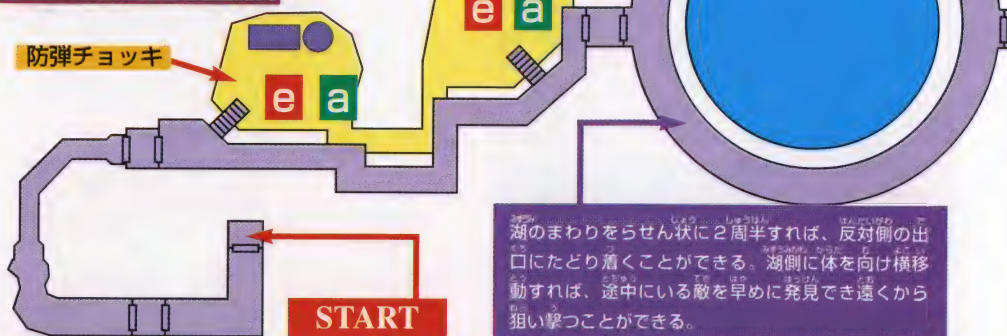 e a
防弾チョッキ
e a
湖のまわりをらせん状に2周半すれば、反対側の出
口にたどり着くことができる。湖側に体を向け横移
動すれば、途中にいる敵を早めに発見でき遠くから
狙い撃つことができる。
START